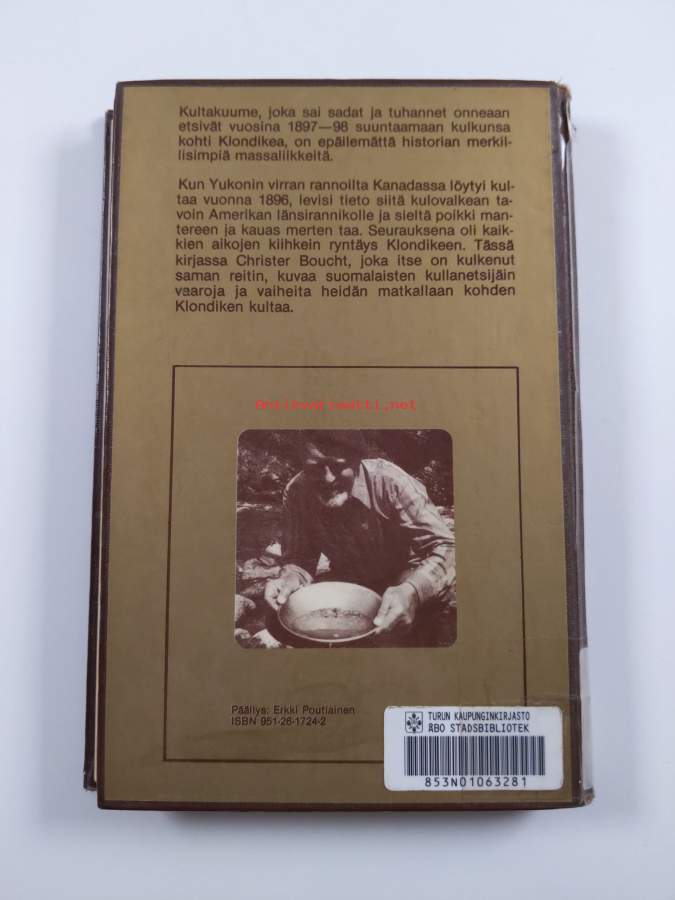 Kultakuume, joka sai sadat ja tuhannet onneaan
etsivät vuosina 1897—98 suuntaamaan kulkunsa
kohti Klondikea, on epäilemättä historian merkil-
lisimpiä massaliikkeitä.
Kun Yukonin virran rannoilta Kanadassa löytyi kul-
taa vuonna 1896, levisi tieto siitä kulovalkean ta-
voin Amerikan länsirannikolle ja sieltä poikki man-
tereen ja kauas merten taa. Seurauksena oli kaik-
kien aikojen kiihkein ryntäys Klondikeen. Tässä
kirjassa Christer Boucht, joka itse on kulkenut
saman reitin, kuvaa suomalaisten kullanetsijäin
vaaroja ja vaiheita heidän matkallaan kohden
Klondiken kultaa.
Antikvariaatti.net
Päällys: Erkki Poutiainen
ISBN 951-26-1724-2
TURUN KAUPUNGINKIRJASTO
ÅBO STADSBIBLIOTEK
853N01063281